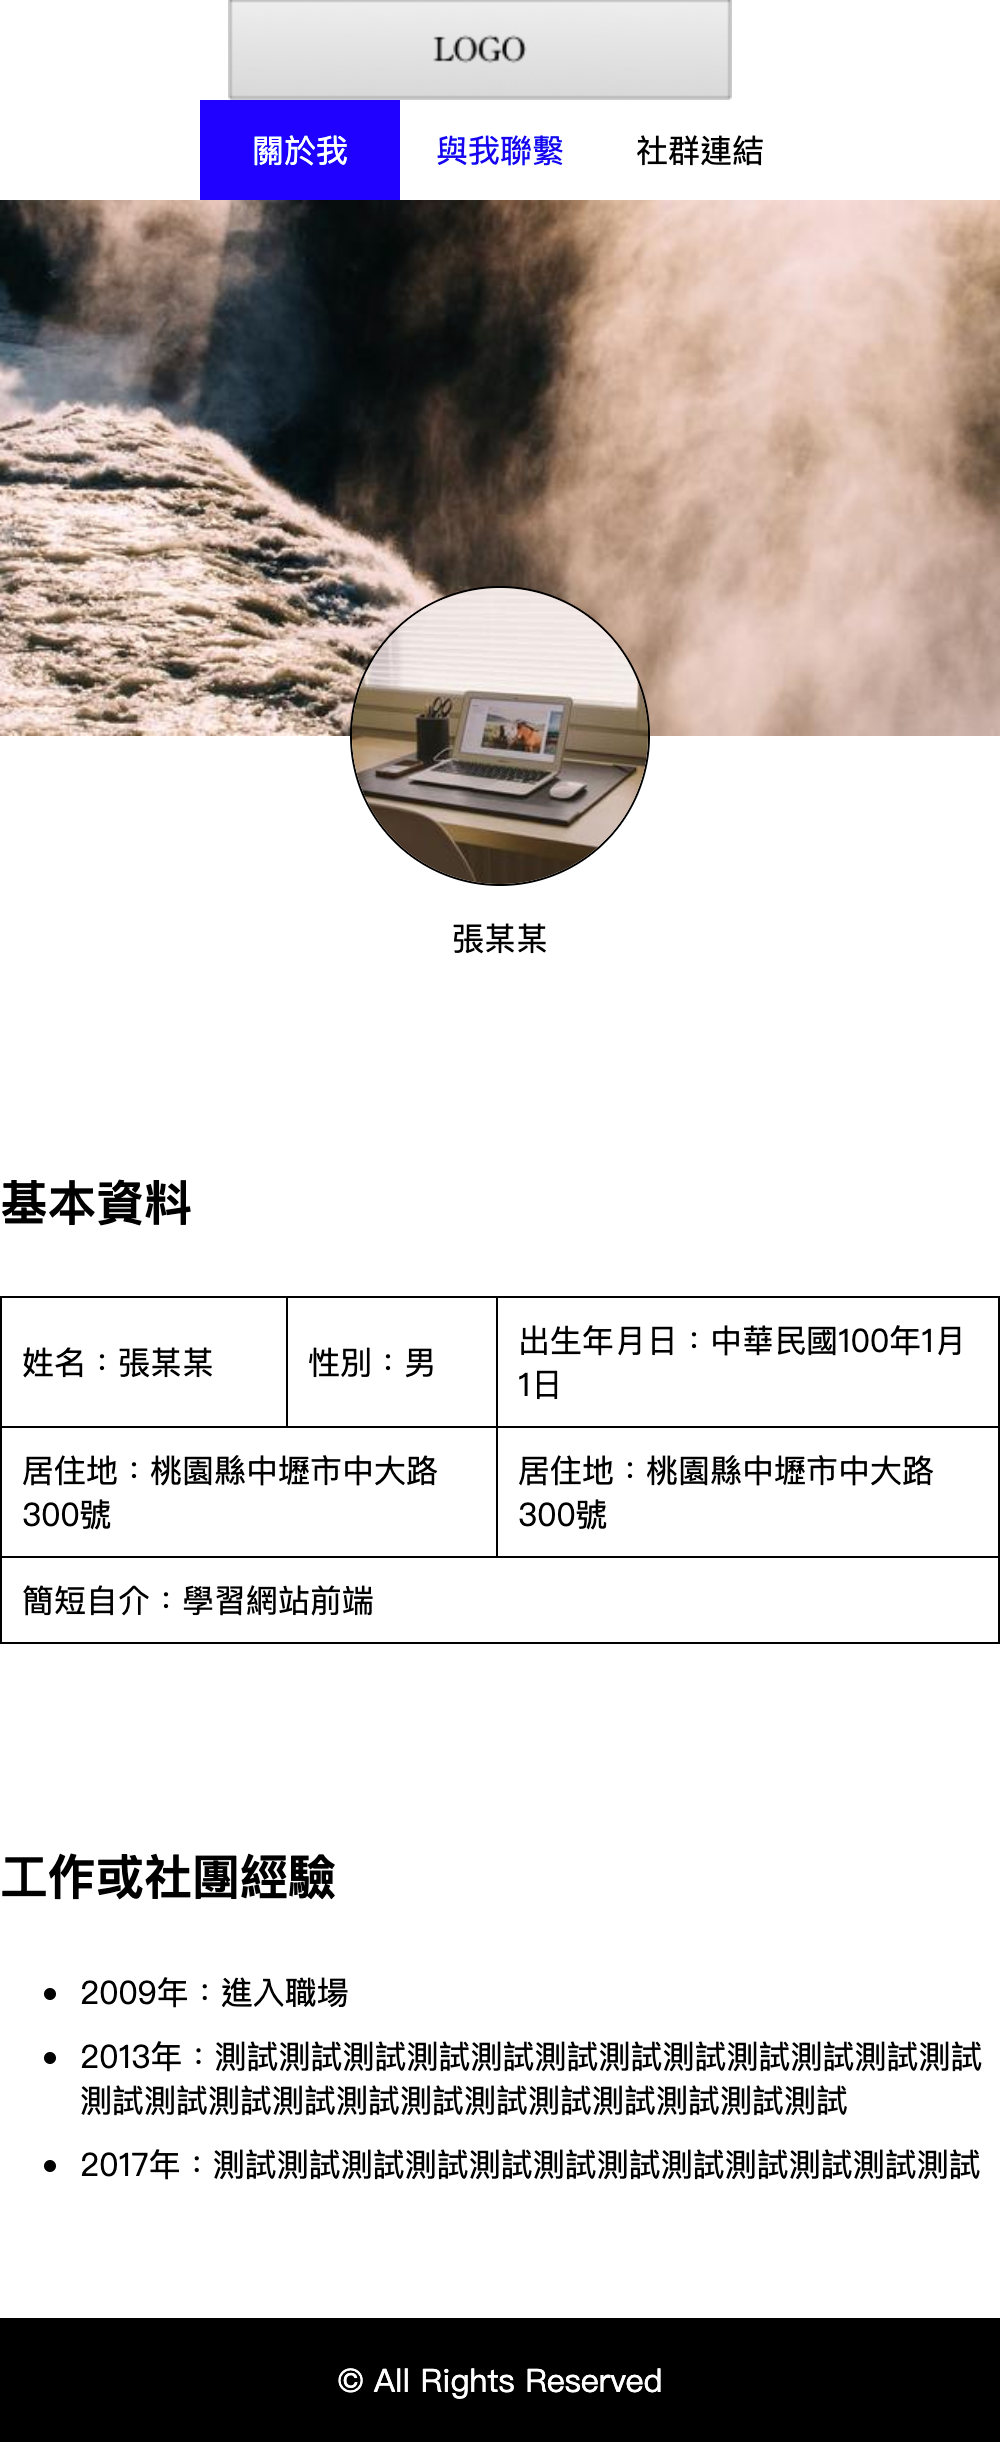 LOGO
關於我 與我聯繫 社群連結
張某某
基本資料
姓名：張某某
性別：男
出生年月日：中華民國100年1月
1日
居住地：桃園縣中壢市中大路
300號
居住地：桃園縣中壢市中大路
300號
簡短自介：學習網站前端
工作或社團經驗
2009年：進入職場
2013年：測試測試測試測試測試測試測試測試測試測試測試測試
測試測試測試測試測試測試測試測試測試測試測試測試
2017年：測試測試測試測試測試測試測試測試測試測試測試測試
© All Rights Reserved